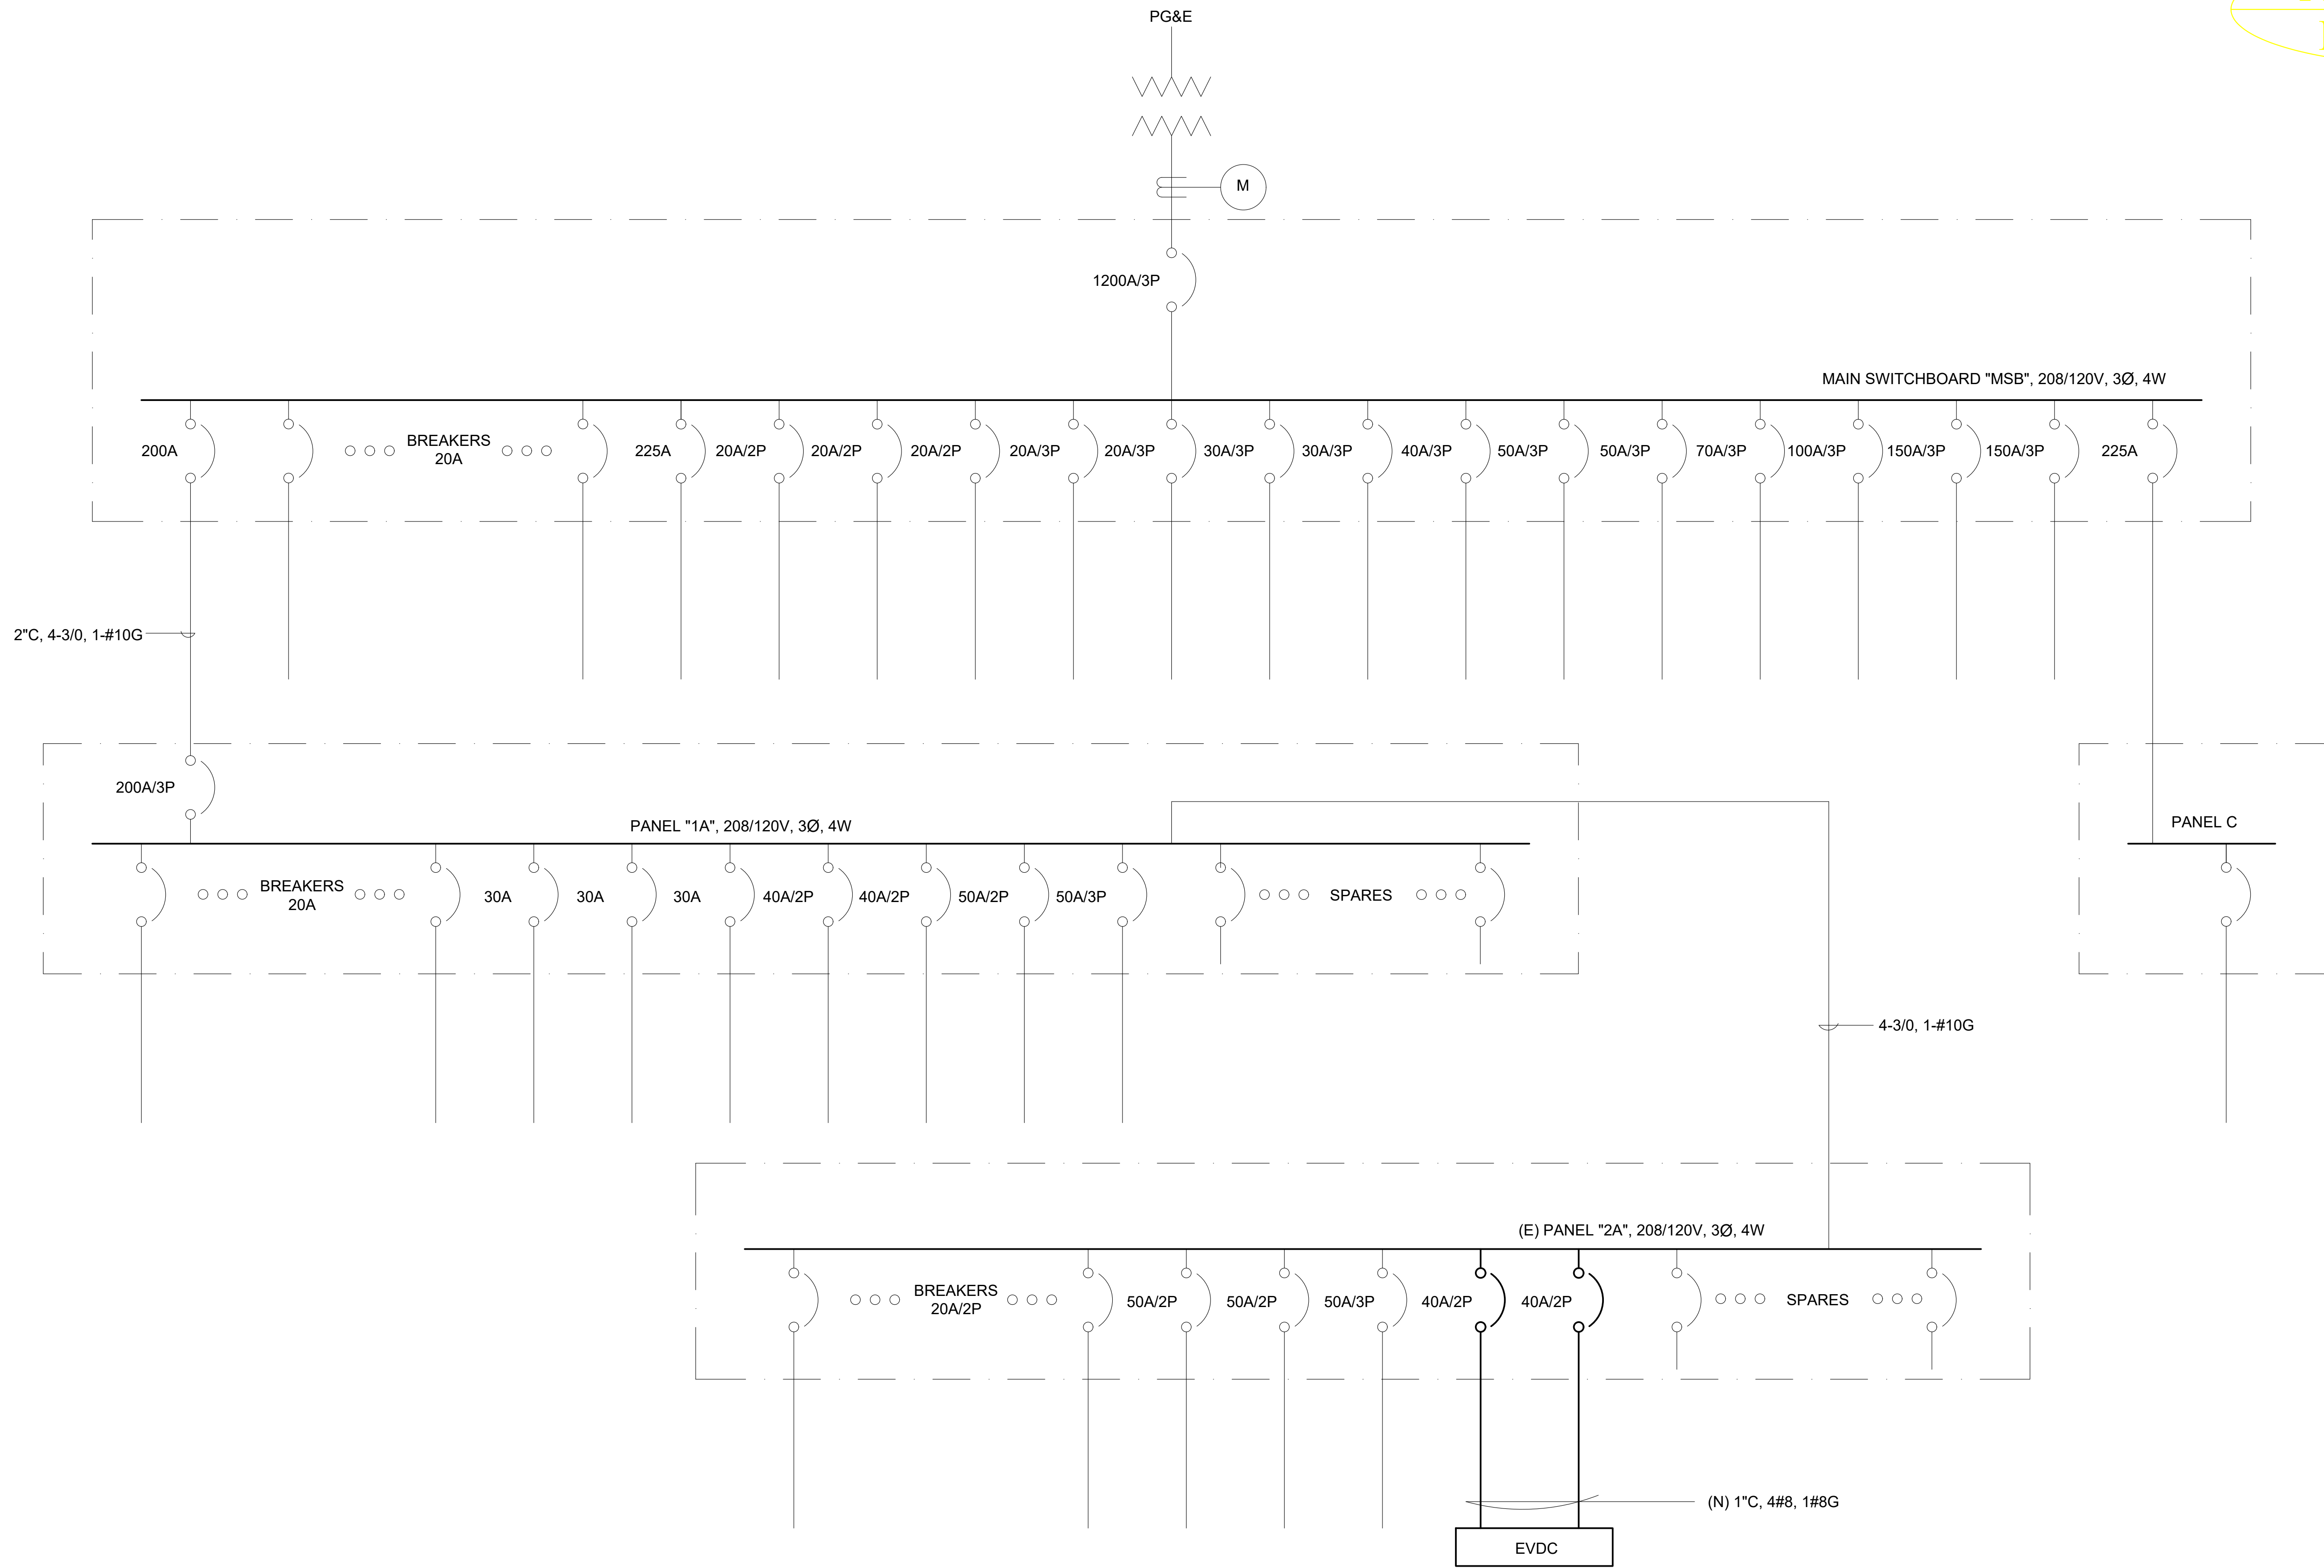 PG&E
M
1200A/3P
MAIN SWITCHBOARD "MSB", 208/120V, 3Ø, 4W
200A
BREAKERS
20A
225A
20A/2P
20A/2P
20A/2P
20A/3P
20A/3P
30A/3P
30A/3P
40A/3P
50A/3P
50A/3P
70A/3P
100A/3P
150A/3P
150A/3P
225A
2"C, 4-3/0, 1-#10G
200A/3P
PANEL "1A", 208/120V, 3Ø, 4W
PANEL C
BREAKERS
20A
30A
30A
30A
40A/2P
40A/2P
50A/2P
50A/3P
SPARES
4-3/0, 1-#10G
(E) PANEL "2A", 208/120V, 3Ø, 4W
BREAKERS
20A/2P
50A/2P
50A/2P
50A/3P
40A/2P
40A/2P
SPARES
(N) 1"C, 4#8, 1#8G
EVDC